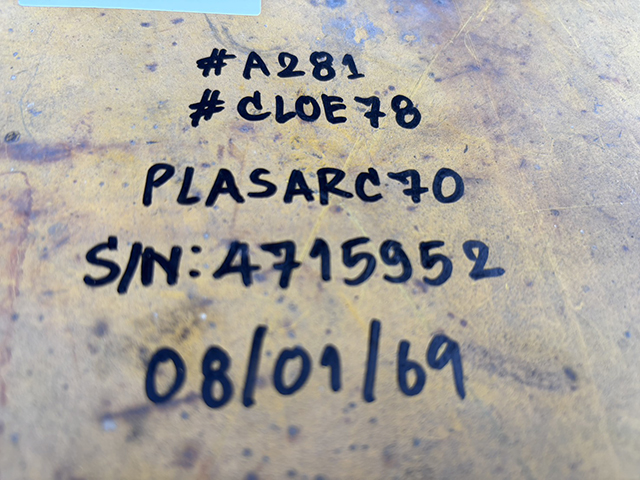 #A281
#CLOE78
PLASARC70
S/N:4715952
08/01/69